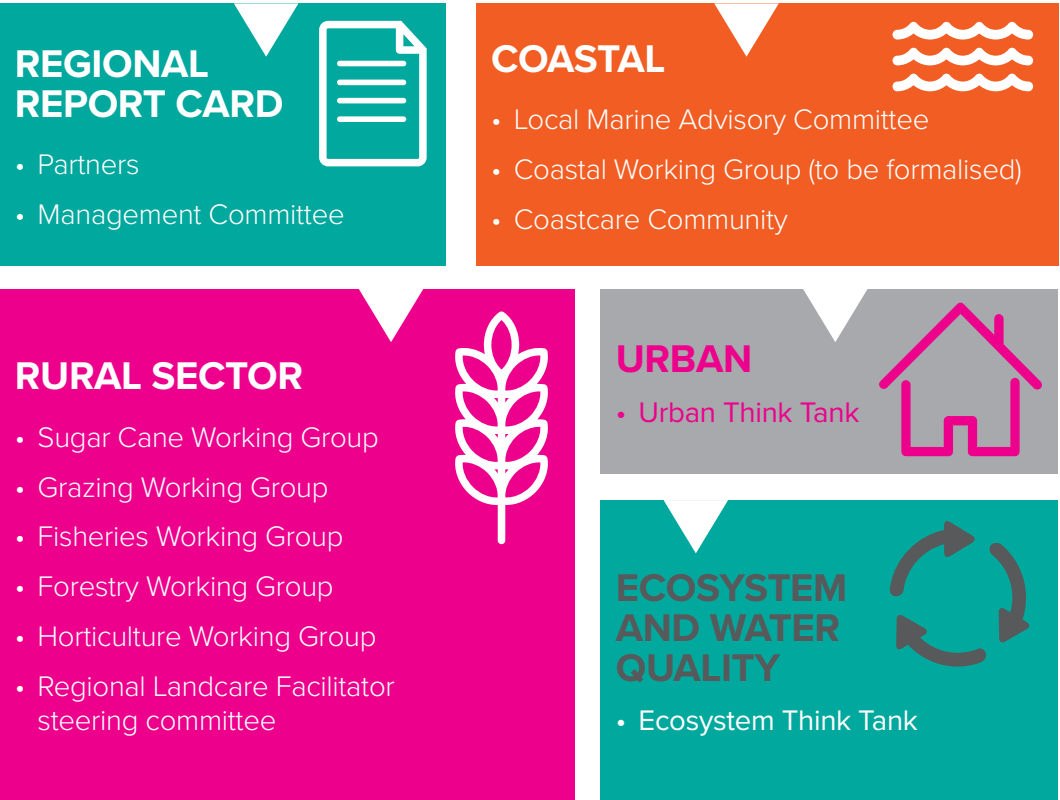 REGIONAL
REPORT CARD
• Partners
• Management Committee
COASTAL
• Local Marine Advisory Committee
• Coastal Working Group (to be formalised)
• Coastcare Community
RURAL SECTOR
• Sugar Cane Working Group
• Grazing Working Group
• Fisheries Working Group
• Forestry Working Group
• Horticulture Working Group
• Regional Landcare Facilitator
steering committee
URBAN
• Urban Think Tank
ECOSYSTEM
AND WATER
QUALITY
• Ecosystem Think Tank